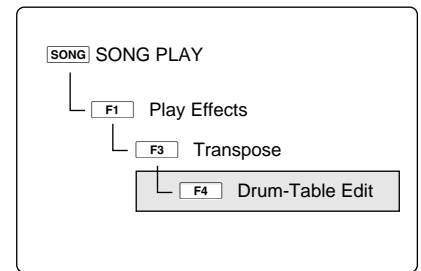 SONG SONG PLAY
F1 Play Effects
F3 Transpose
F4 Drum-Table Edit